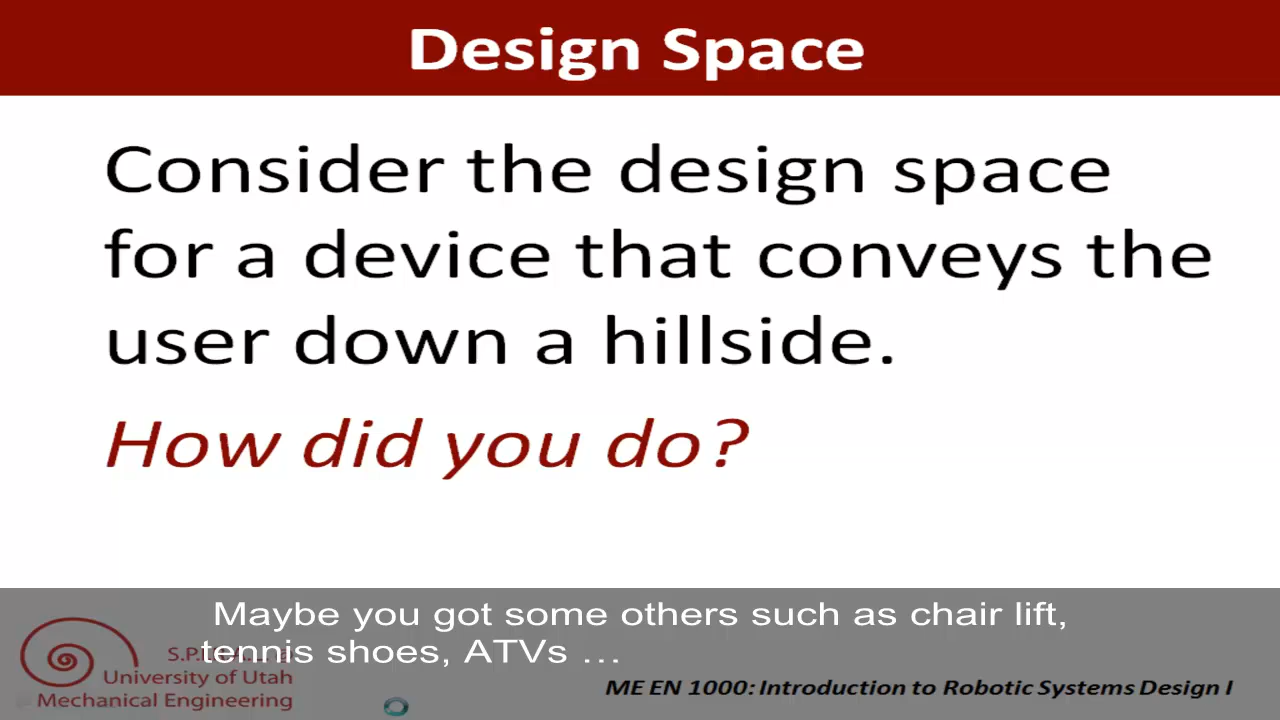 Design Space
Consider the design space
for a device that conveys the
user down a hillside.
How did you do?
Maybe you got some others such as chair lift,
tennis shoes, ATVs …
University of Utah
Mechanical Engineering
ME EN 1000: Introduction to Robotic Systems Design I